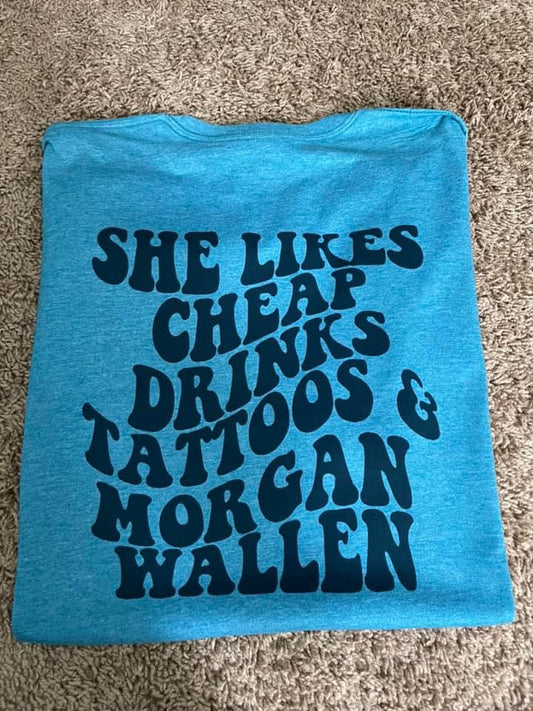 SHE LIKES
CHEAP
DRINKS
TATTOOS &
MORGAN
WALLEN